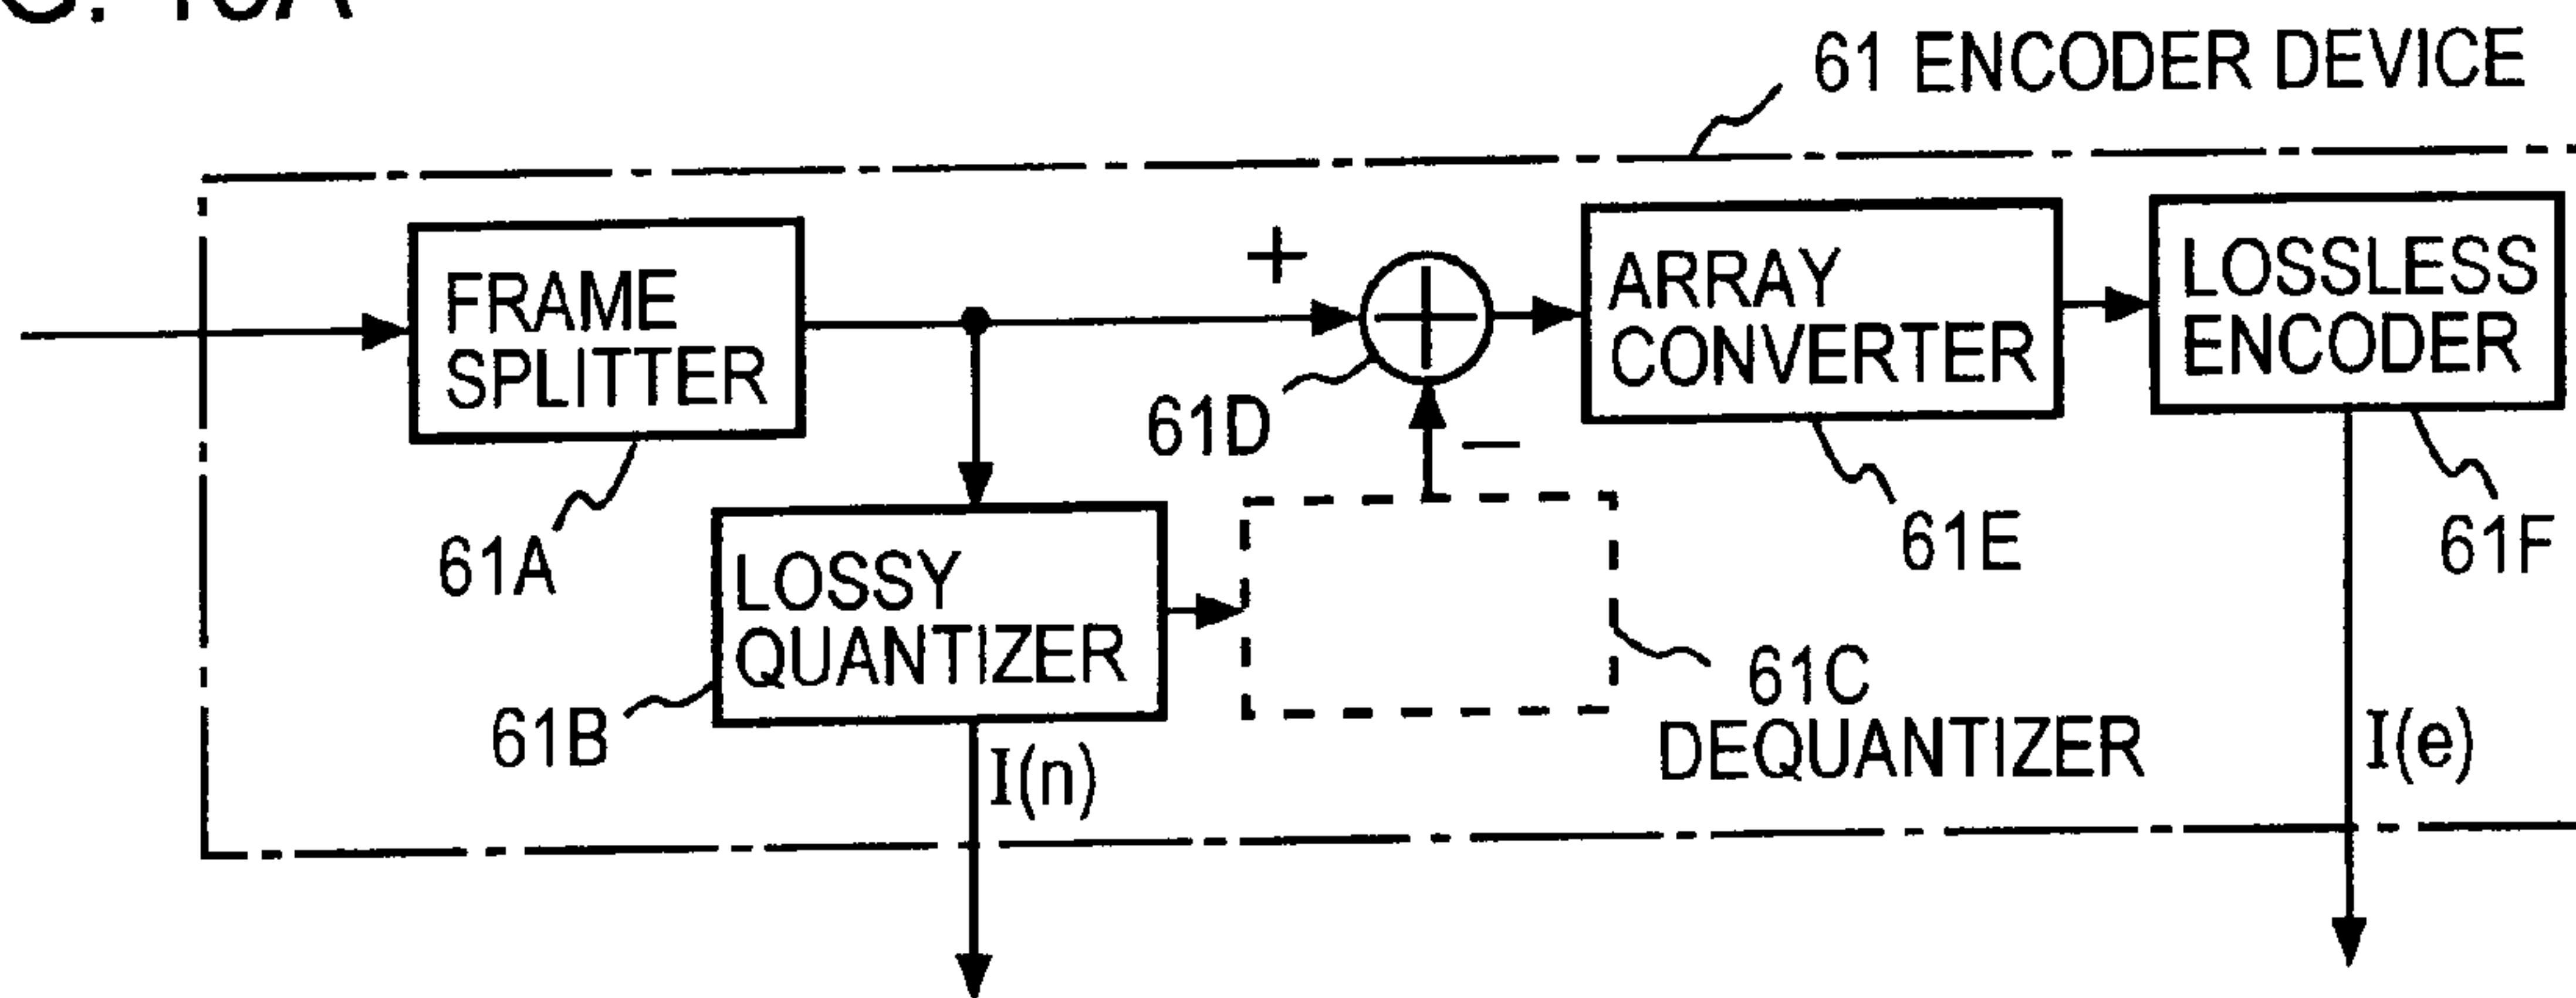 61 ENCODER DEVICE
FRAME
SPLITTER
+
ARRAY
CONVERTER
LOSSLESS
ENCODER
61D
−
61A
LOSSY
QUANTIZER
61E
61F
61B
61C
DEQUANTIZER
I(n)
I(e)